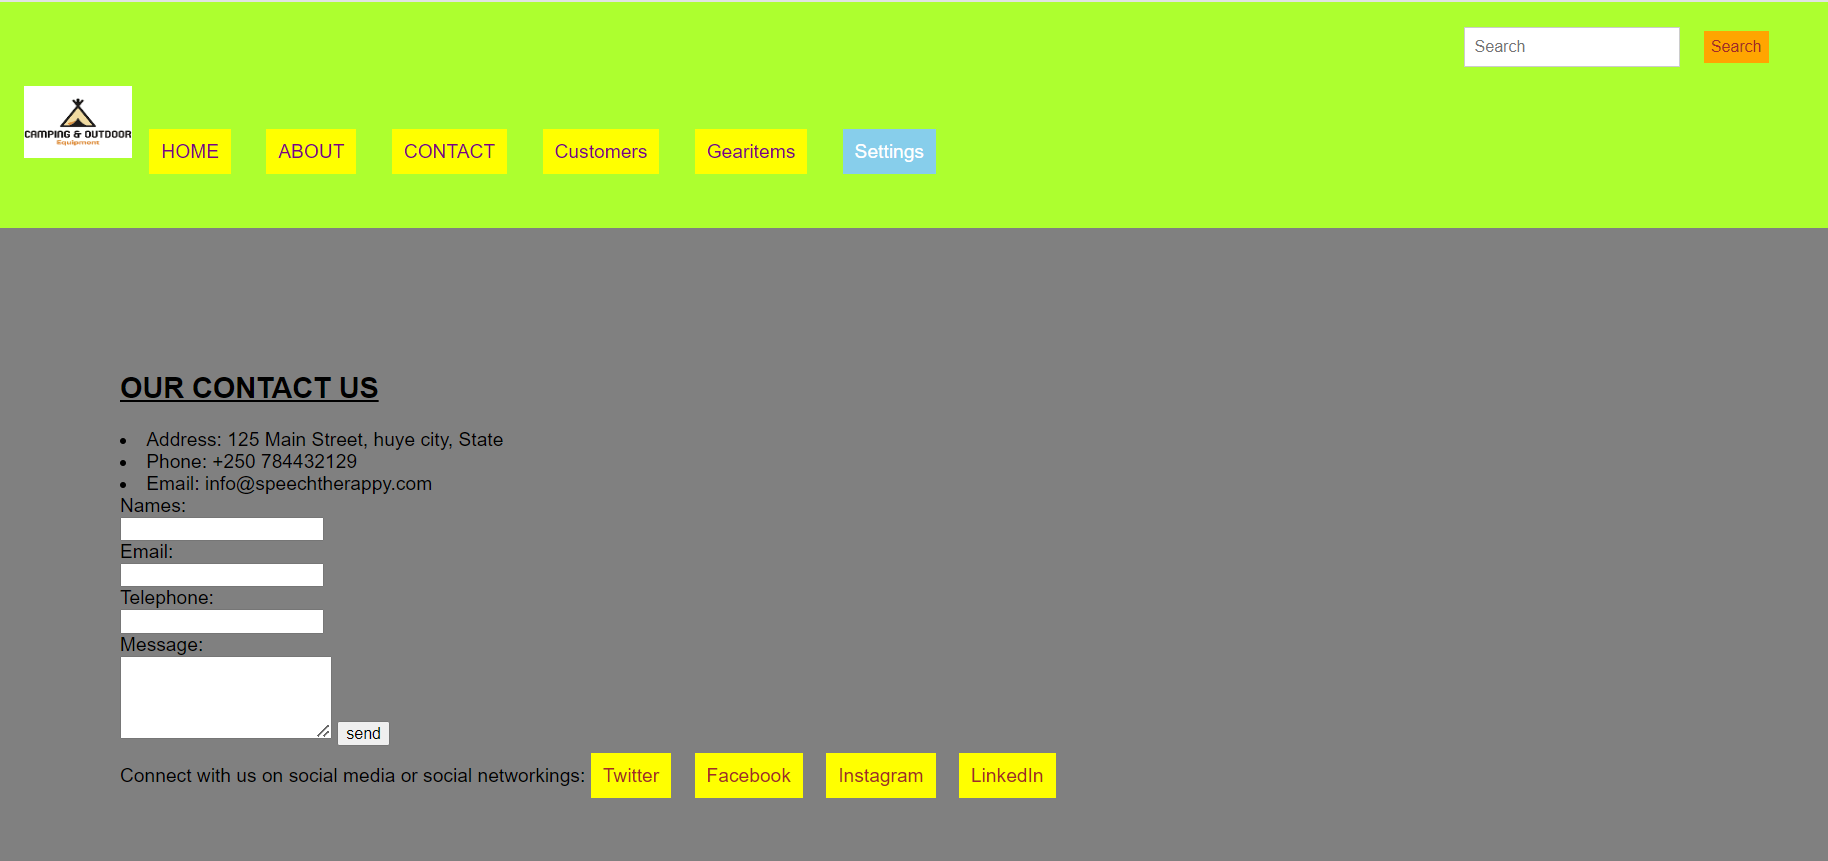 Search Search
CAMPING & OUTDOOR
Equipment
HOME ABOUT CONTACT Customers Gearitems Settings
OUR CONTACT US
• Address: 125 Main Street, huye city, State
• Phone: +250 784432129
• Email: info@speechtherappy.com
Names:
Email:
Telephone:
Message:
send
Connect with us on social media or social networkings: Twitter Facebook Instagram LinkedIn